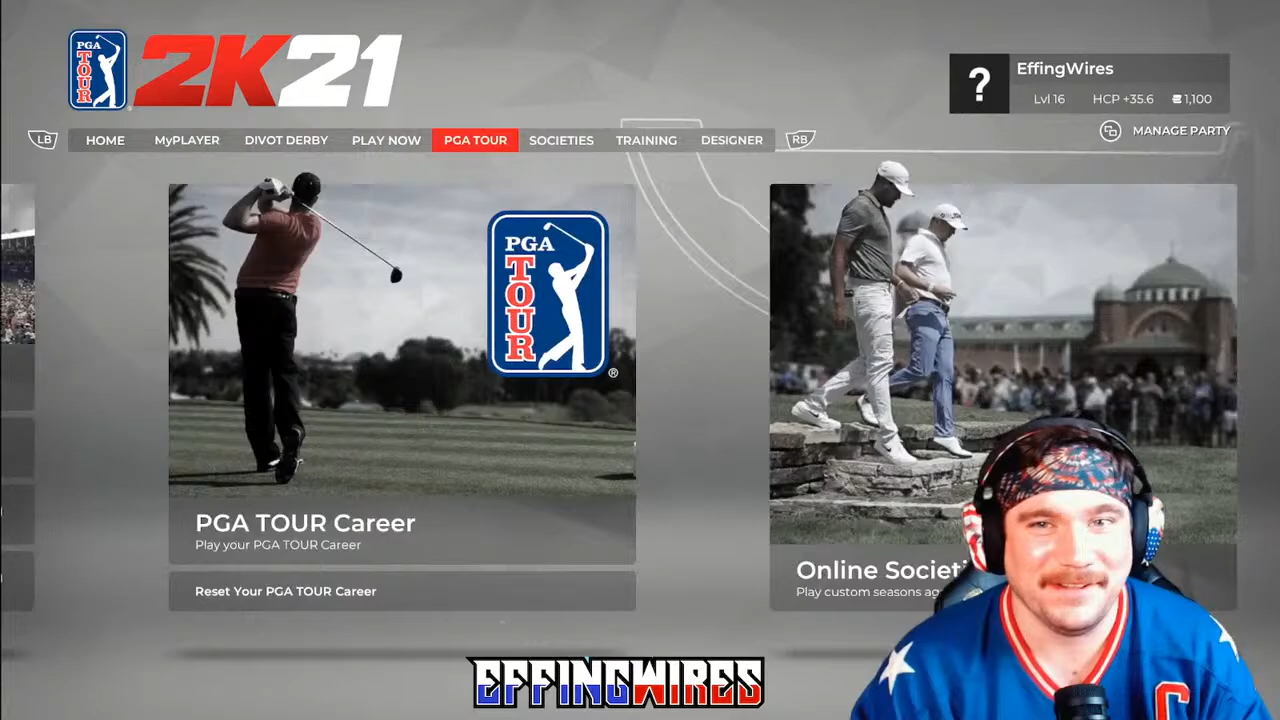 PGA TOUR 2K21
EffingWires
Lvl 16 HCP +35.6 1,100
MANAGE PARTY
LB HOME MyPLAYER DIVOT DERBY PLAY NOW PGA TOUR SOCIETIES TRAINING DESIGNER RB
PGA
TOUR
®
PGA TOUR Career
Play your PGA TOUR Career
Reset Your PGA TOUR Career
Online Societi
Play custom seasons ag
EFFINGWIRES
C